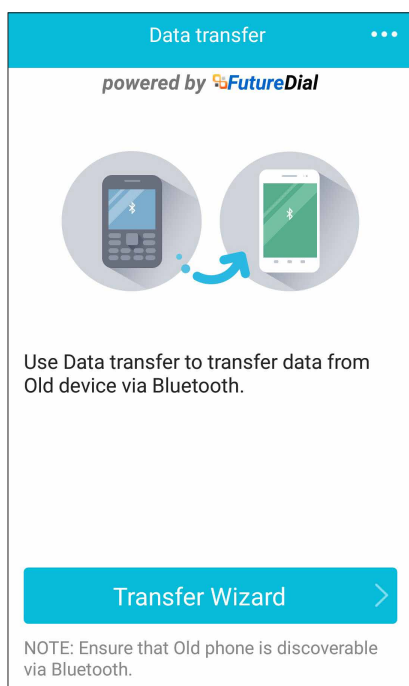 Data transfer
powered by FutureDial
Use Data transfer to transfer data from
Old device via Bluetooth.
Transfer Wizard
NOTE: Ensure that Old phone is discoverable
via Bluetooth.